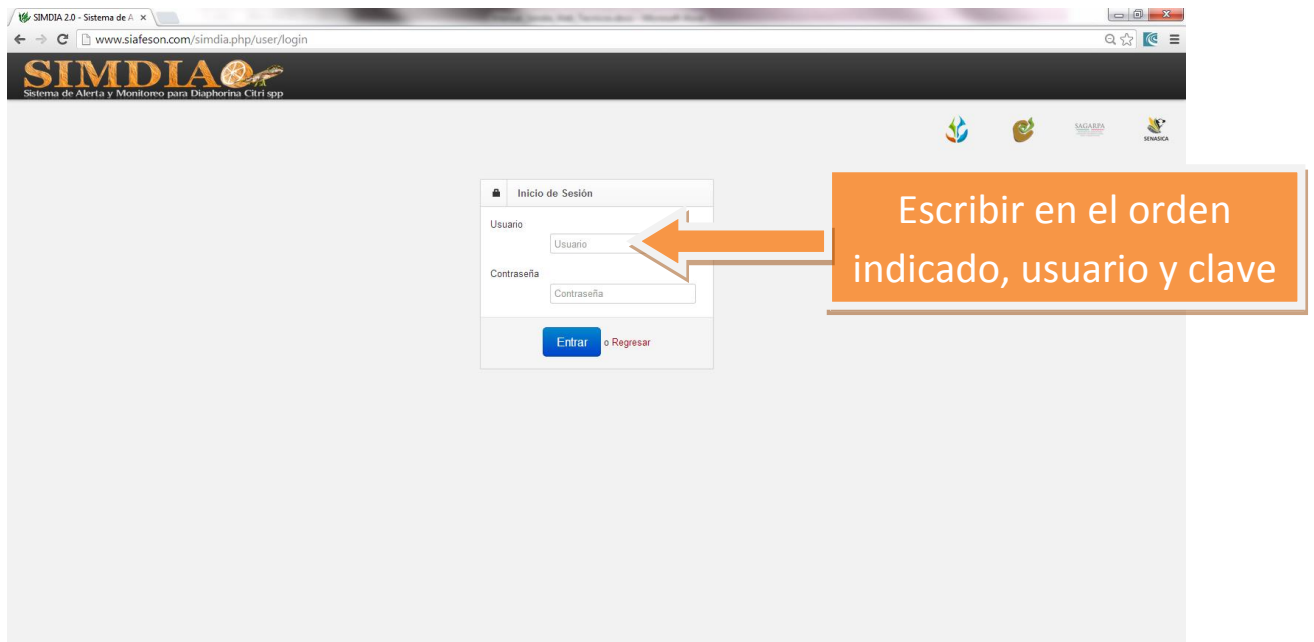 SIMDIA 2.0 - Sistema de A
www.siafeson.com/simdia.php/user/login
SIMDIA
Sistema de Alerta y Monitoreo para Diaphorina Citri spp
SAGARPA
SENASICA
Inicio de Sesión
Usuario
Usuario
Contraseña
Contraseña
Entrar o Regresar
Escribir en el orden
indicado, usuario y clave